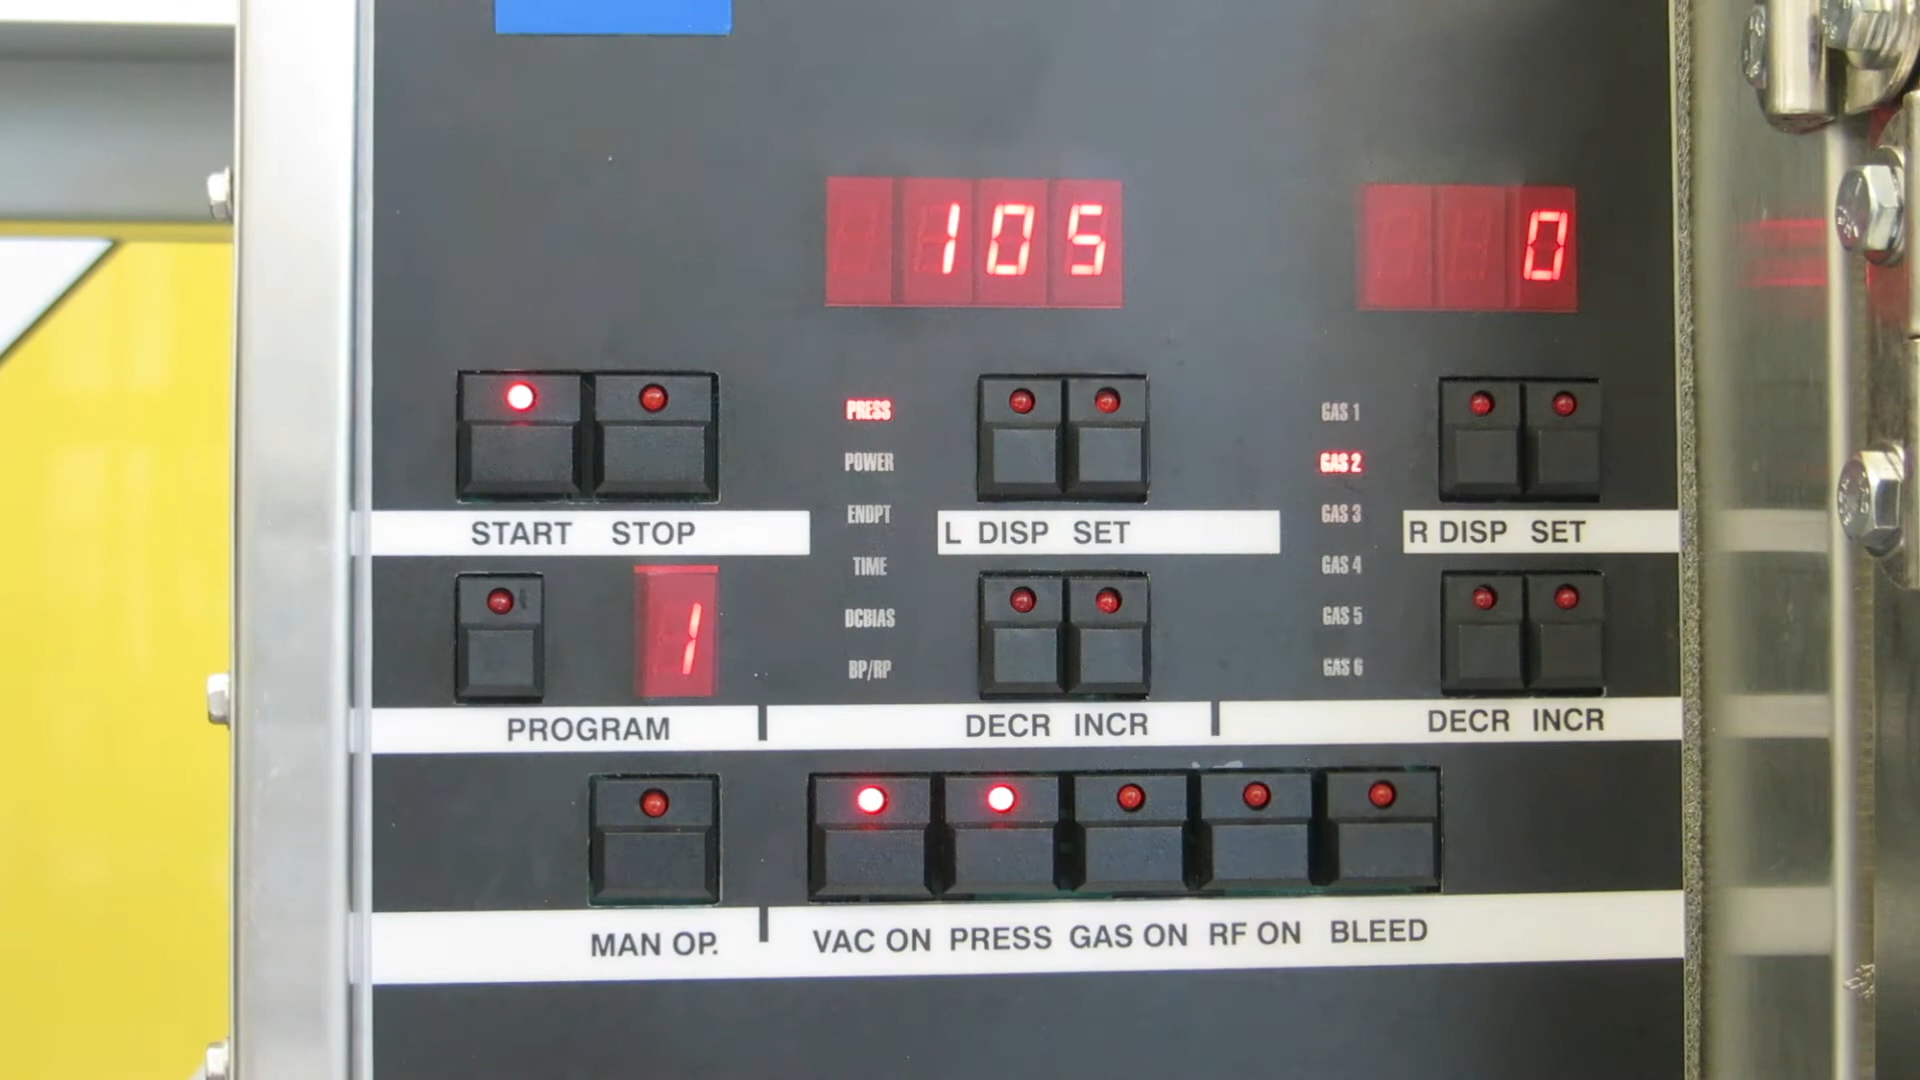 105 0
PRESS GAS 1
POWER GAS 2
ENDPT GAS 3
START STOP L DISP SET R DISP SET
TIME GAS 4
1 DCBIAS GAS 5
BP/RP GAS 6
PROGRAM DECR INCR DECR INCR
MAN OP. VAC ON PRESS GAS ON RF ON BLEED